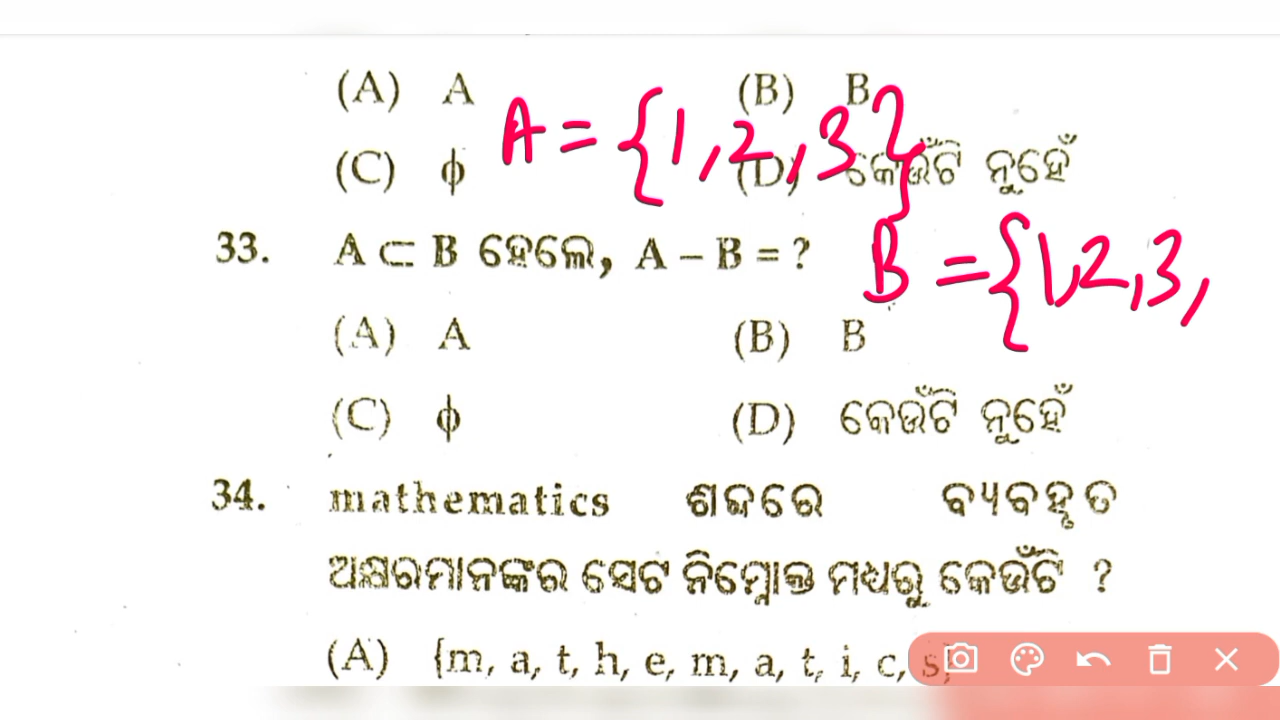 (A) A (B) B
A = {1, 2, 3}
(C) ϕ (D) କେଉଁଟି ନୁହେଁ
33. A ⊂ B ହେଲେ, A – B = ?
B = {1, 2, 3,
(A) A (B) B
(C) ϕ (D) କେଉଁଟି ନୁହେଁ
34. mathematics ଶବ୍ଦରେ ବ୍ୟବହୃତ
ଅକ୍ଷରମାନଙ୍କର ସେଟ ନିମ୍ନୋକ୍ତ ମଧ୍ୟରୁ କେଉଁଟି ?
(A) {m, a, t, h, e, m, a, t, i, c, s}